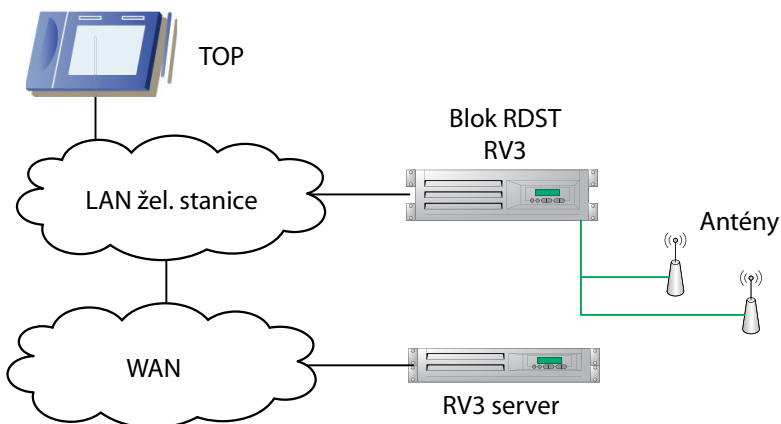 TOP
Blok RDST
RV3
LAN žel. stanice
Antény
WAN
RV3 server